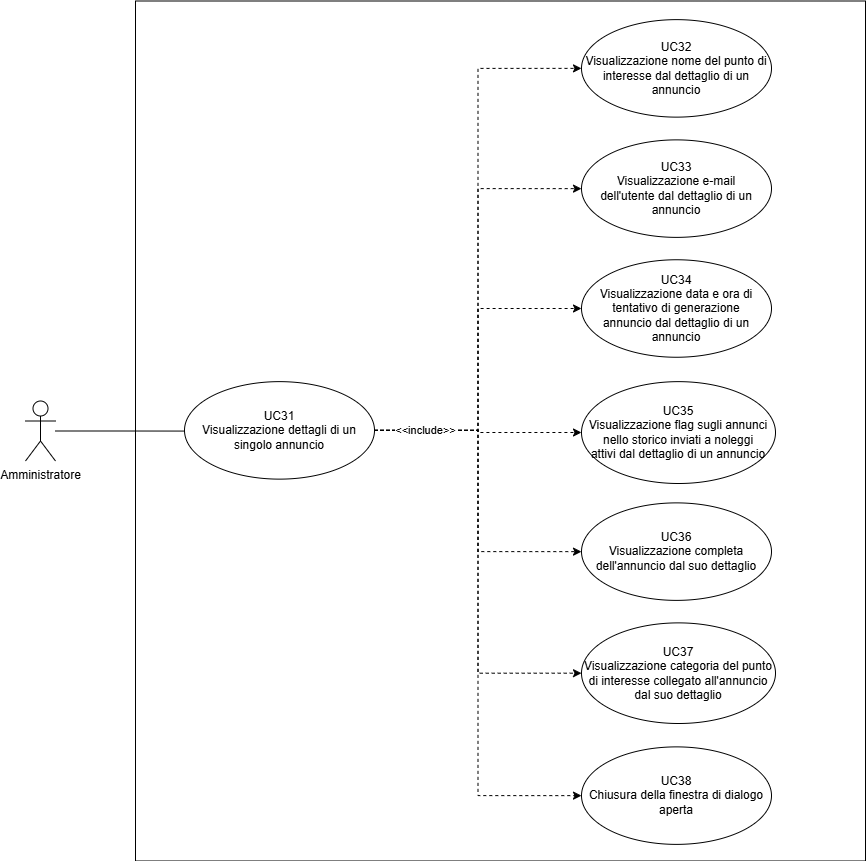 UC32
Visualizzazione nome del punto di
interesse dal dettaglio di un
annuncio
UC33
Visualizzazione e-mail
dell'utente dal dettaglio di un
annuncio
UC34
Visualizzazione data e ora di
tentativo di generazione
annuncio dal dettaglio di un
annuncio
UC31
Visualizzazione dettagli di un
singolo annuncio
<<include>>
Amministratore
UC35
Visualizzazione flag sugli annunci
nello storico inviati a noleggi
attivi dal dettaglio di un annuncio
UC36
Visualizzazione completa
dell'annuncio dal suo dettaglio
UC37
Visualizzazione categoria del punto
di interesse collegato all'annuncio
dal suo dettaglio
UC38
Chiusura della finestra di dialogo
aperta